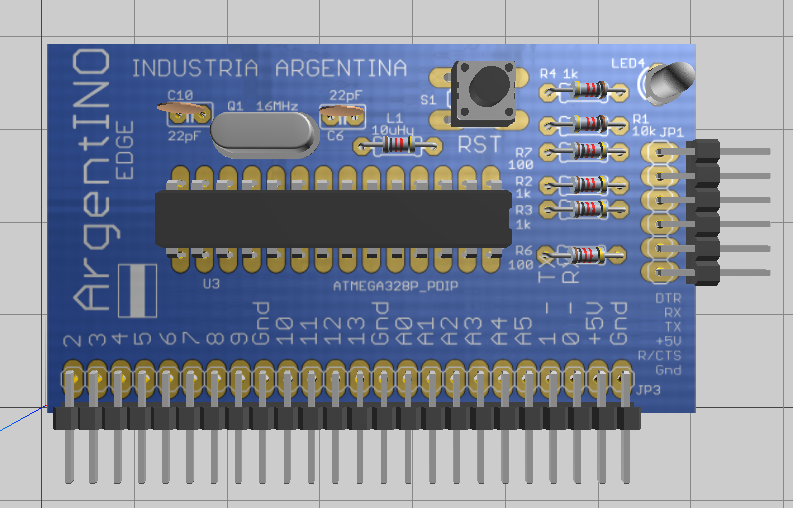 INDUSTRIA ARGENTINA
ArgentINO
EDGE
C10
22pF
Q1 16MHz
22pF
C6
L1
10uHy
S1
RST
R4 1k
LED4
R1
10k
JP1
R7
100
R2
1k
R3
1k
R6
100
TX
U3
ATMEGA328P_PDIP
DTR
RX
TX
+5V
R/CTS
Gnd
2
3
4
5
6
7
8
9
Gnd
10
11
12
13
Gnd
A0
A1
A2
A3
A4
A5
1 -
0 -
+5V
Gnd
JP3